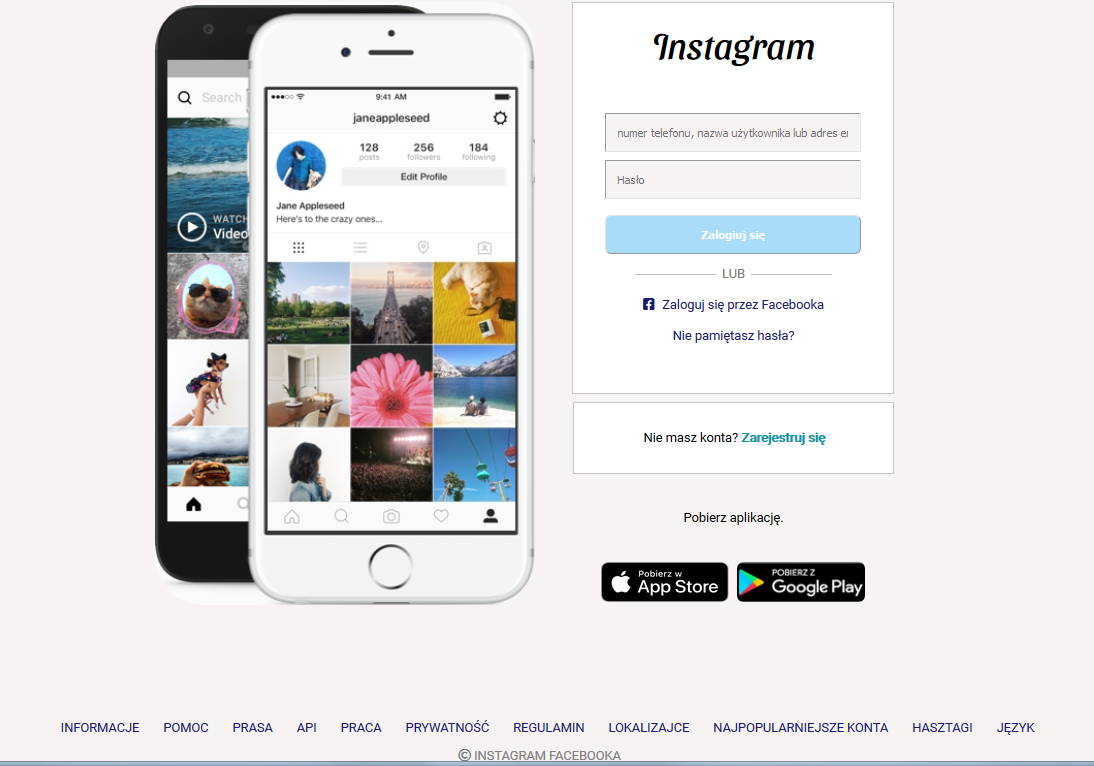 Search
WATCH
Video
9:41 AM
janeappleseed
128
posts
256
followers
184
following
Edit Profile
Jane Appleseed
Here's to the crazy ones...
Instagram
numer telefonu, nazwa użytkownika lub adres
Hasło
Zalogiuj się
LUB
Zaloguj się przez Facebooka
Nie pamiętasz hasła?
Nie masz konta? Zarejestruj się
Pobierz aplikację.
Pobierz w
App Store
POBIERZ Z
Google Play
INFORMACJE POMOC PRASA API PRACA PRYWATNOŚĆ REGULAMIN LOKALIZAJCE NAJPOPULARNIEJSZE KONTA HASZTAGI JĘZYK
© INSTAGRAM FACEBOOKA